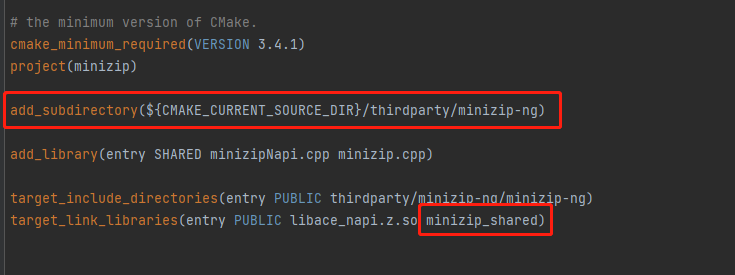 # the minimum version of CMake.
cmake_minimum_required(VERSION 3.4.1)
project(minizip)
add_subdirectory(${CMAKE_CURRENT_SOURCE_DIR}/thirdparty/minizip-ng)
add_library(entry SHARED minizipNapi.cpp minizip.cpp)
target_include_directories(entry PUBLIC thirdparty/minizip-ng/minizip-ng)
target_link_libraries(entry PUBLIC libace_napi.z.so minizip_shared)